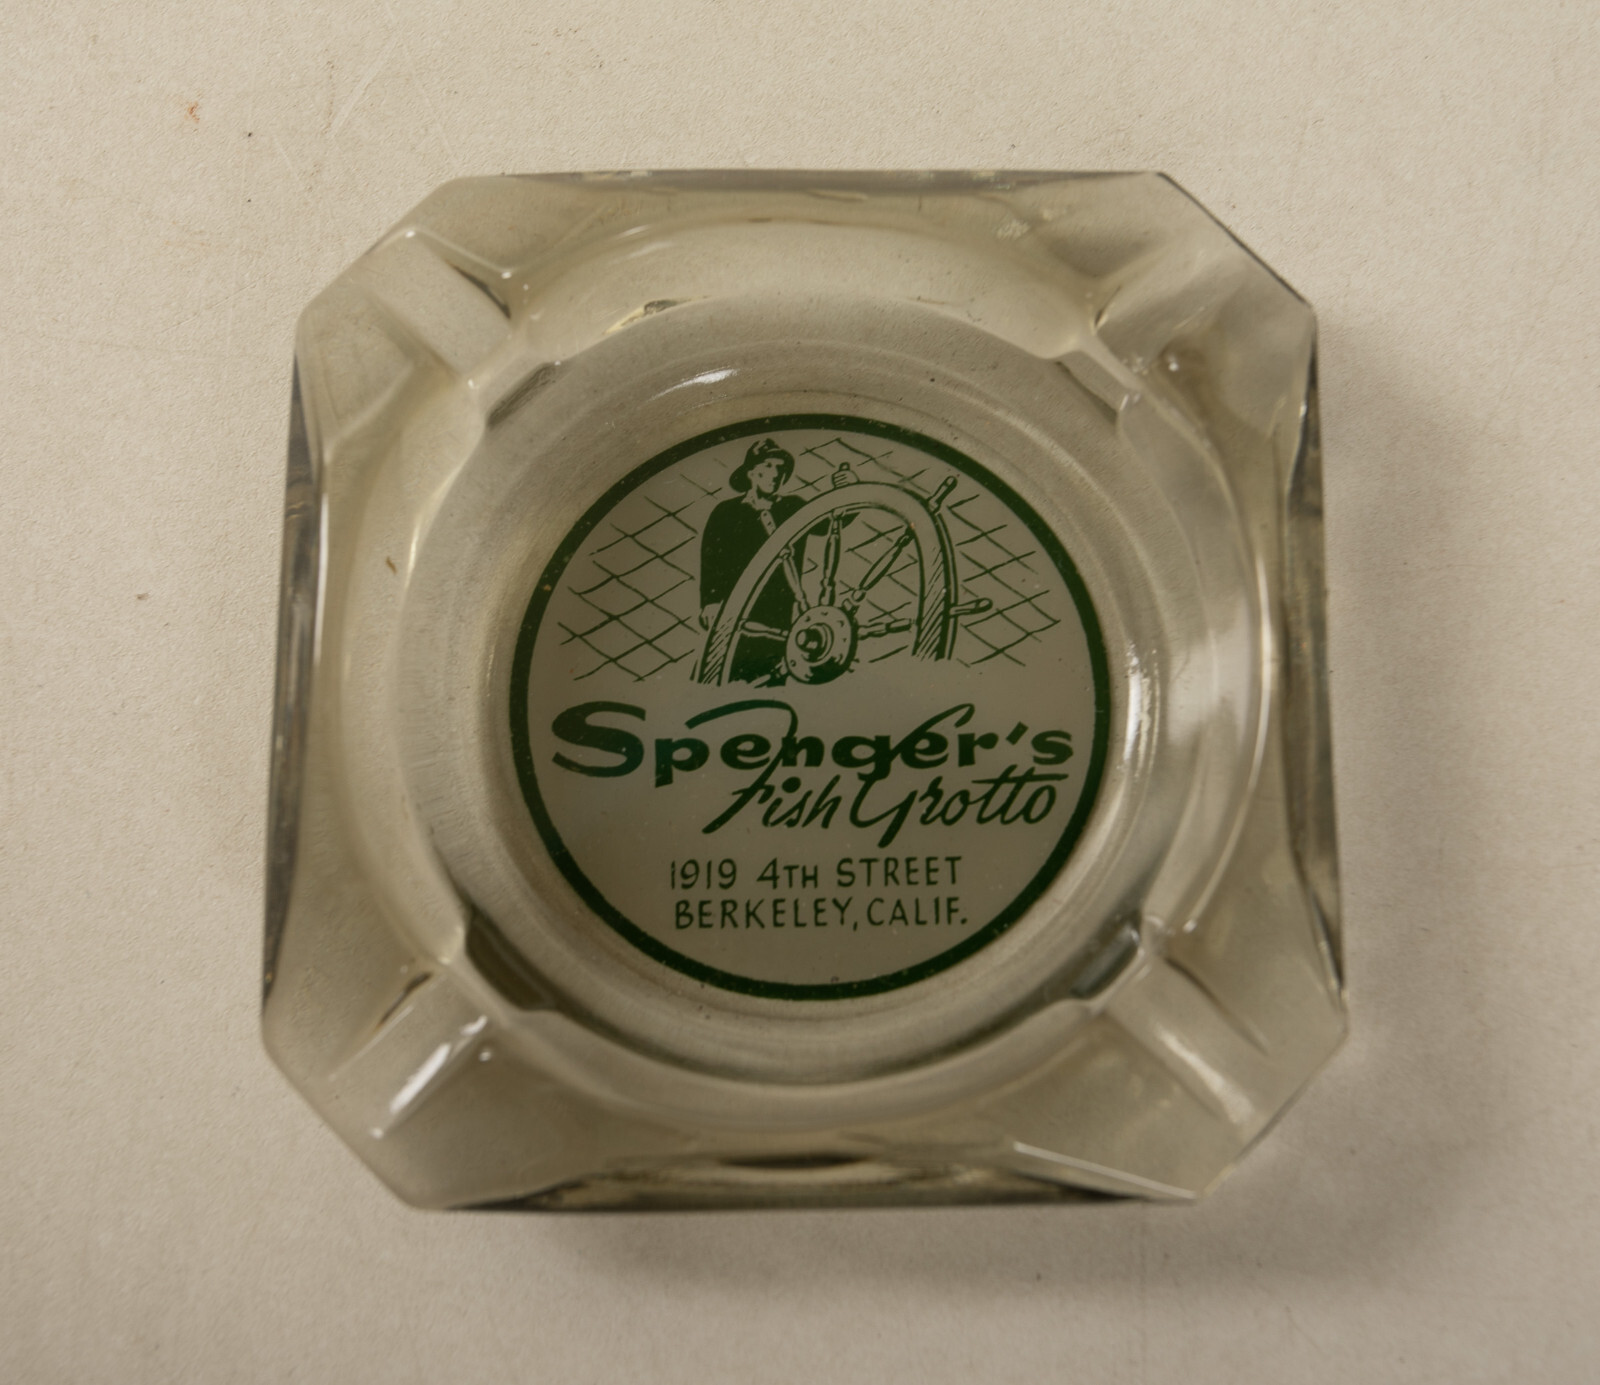 Spenger's
Fish Grotto
1919 4TH STREET
BERKELEY, CALIF.